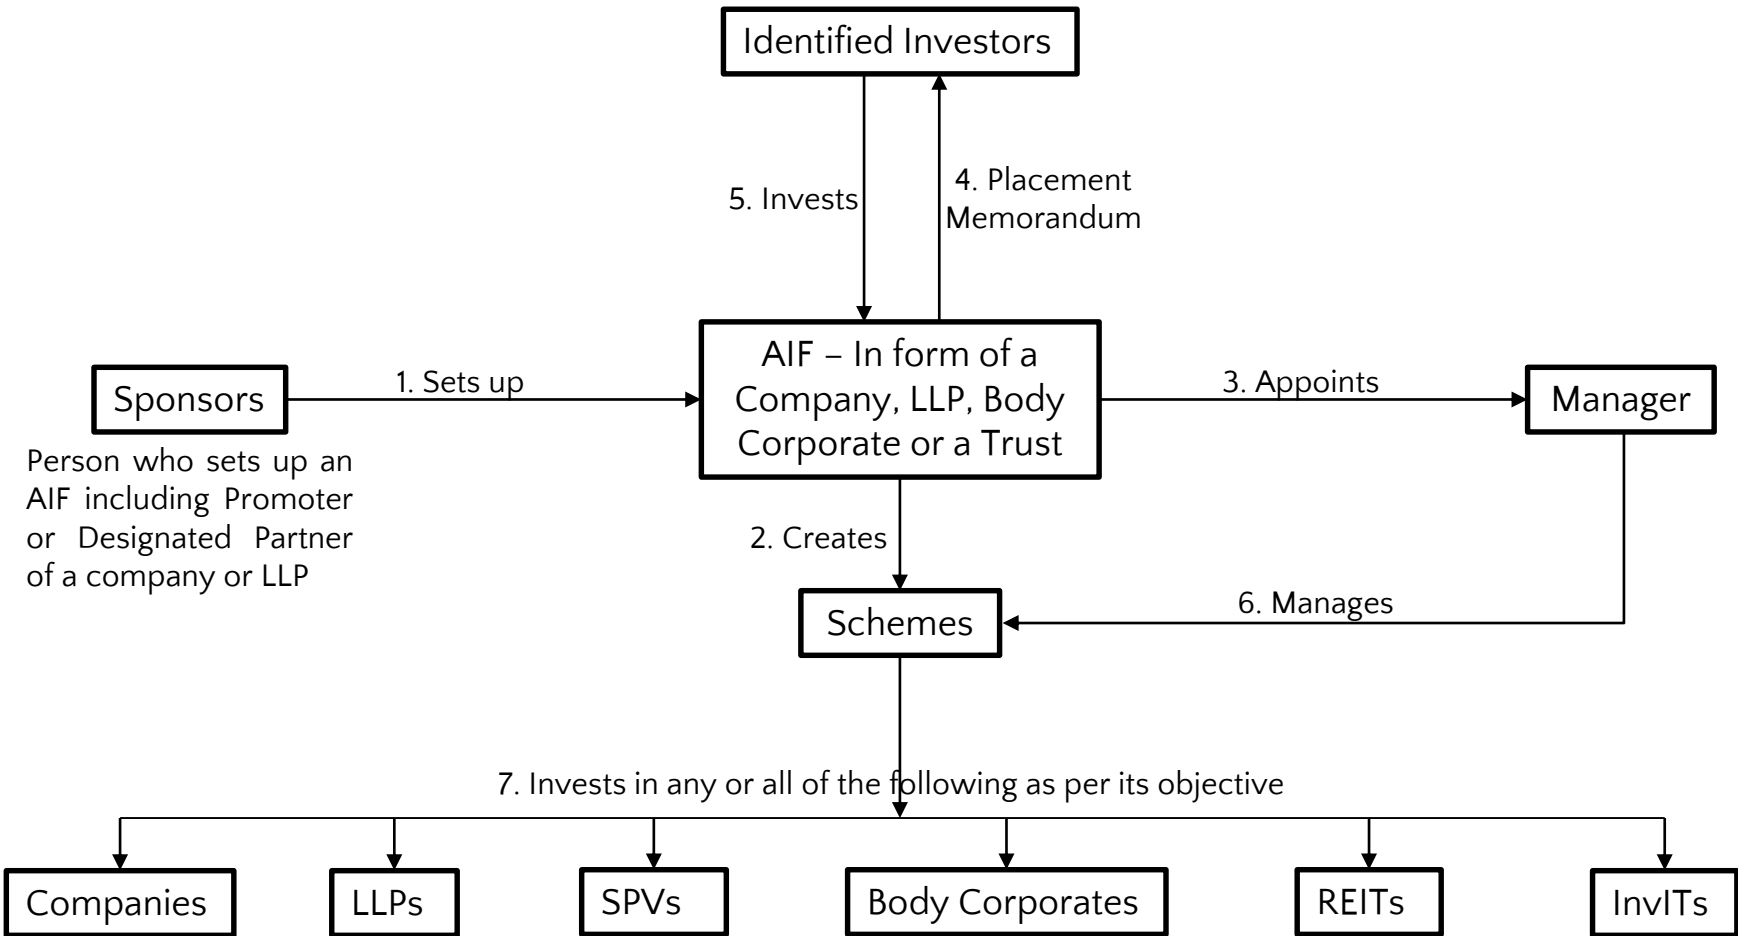 Identified Investors
5. Invests
4. Placement
Memorandum
AIF – In form of a
Company, LLP, Body
Corporate or a Trust
Sponsors
1. Sets up
3. Appoints
Manager
Person who sets up an
AIF including Promoter
or Designated Partner
of a company or LLP
2. Creates
Schemes
6. Manages
7. Invests in any or all of the following as per its objective
Companies
LLPs
SPVs
Body Corporates
REITs
InvITs